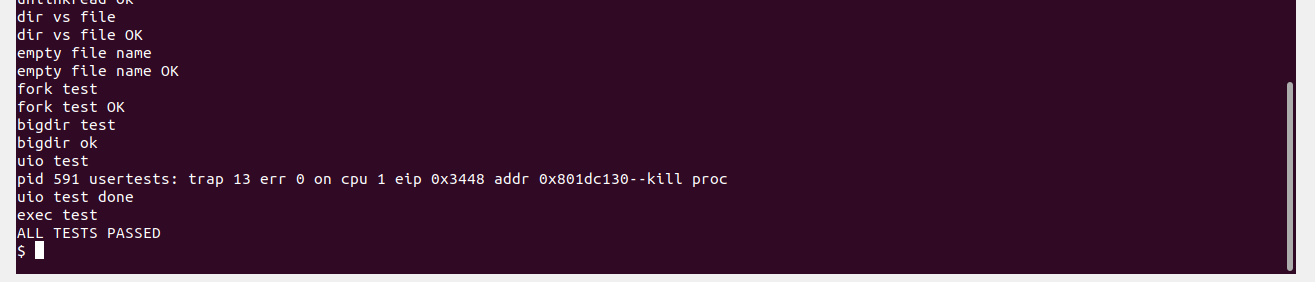 unlinkread ok
dir vs file
dir vs file OK
empty file name
empty file name OK
fork test
fork test OK
bigdir test
bigdir ok
uio test
pid 591 usertests: trap 13 err 0 on cpu 1 eip 0x3448 addr 0x801dc130--kill proc
uio test done
exec test
ALL TESTS PASSED
$